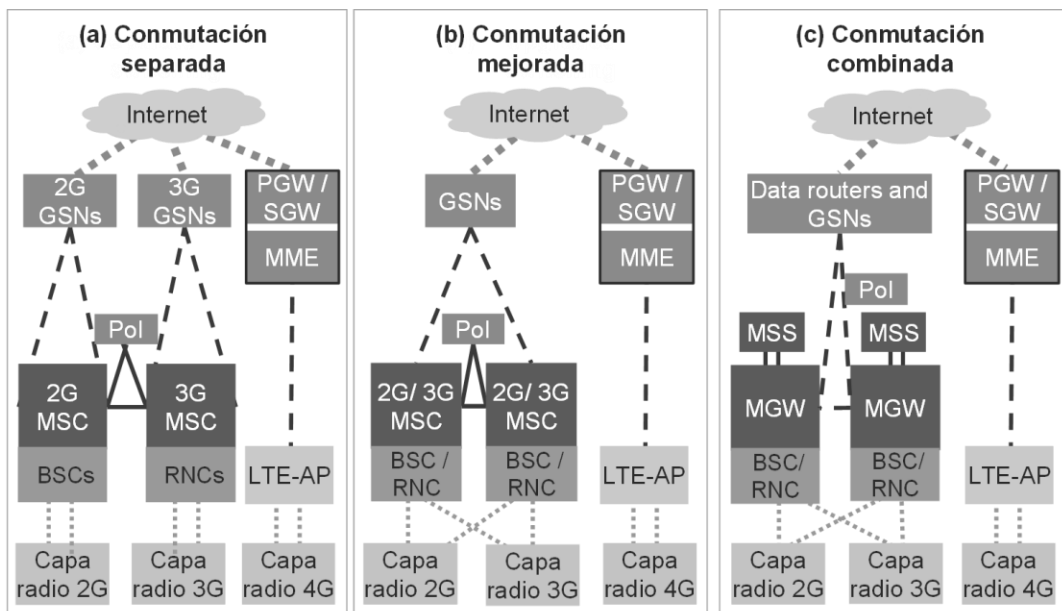 (a) Conmutación
separada
Internet
2G
GSNs
3G
GSNs
PGW /
SGW
MME
PoI
2G
MSC
3G
MSC
BSCs
RNCs
LTE-AP
Capa
radio 2G
Capa
radio 3G
Capa
radio 4G
(b) Conmutación
mejorada
Internet
GSNs
PGW /
SGW
MME
PoI
2G/ 3G
MSC
2G/ 3G
MSC
BSC /
RNC
BSC /
RNC
LTE-AP
Capa
radio 2G
Capa
radio 3G
Capa
radio 4G
(c) Conmutación
combinada
Internet
Data routers and
GSNs
PGW /
SGW
MME
PoI
MSS
MSS
MGW
MGW
BSC/
RNC
BSC/
RNC
LTE-AP
Capa
radio 2G
Capa
radio 3G
Capa
radio 4G